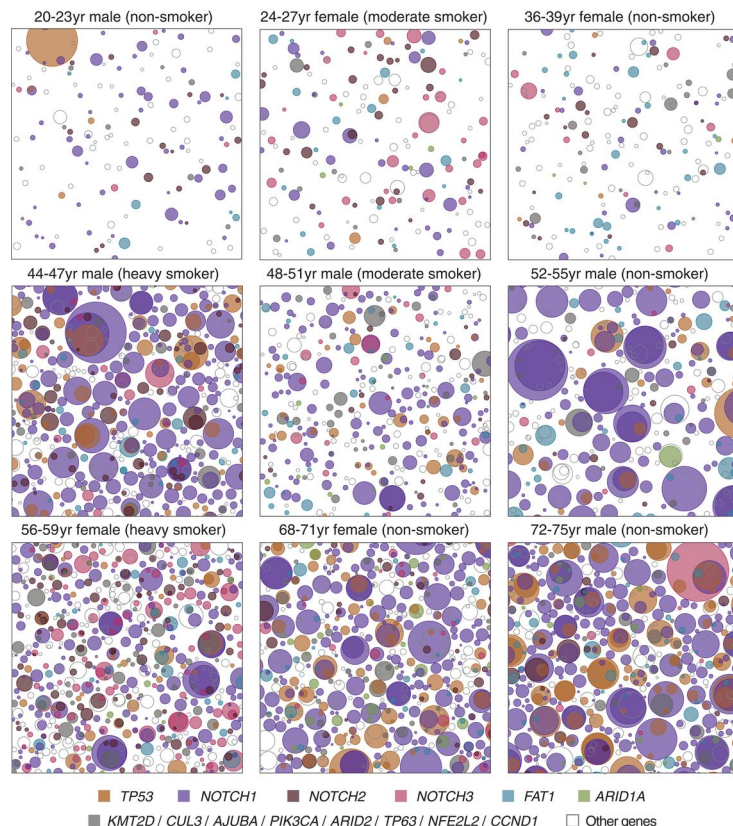 20-23yr male (non-smoker)
24-27yr female (moderate smoker)
36-39yr female (non-smoker)
44-47yr male (heavy smoker)
48-51yr male (moderate smoker)
52-55yr male (non-smoker)
56-59yr female (heavy smoker)
68-71yr female (non-smoker)
72-75yr male (non-smoker)
TP53 NOTCH1 NOTCH2 NOTCH3 FAT1 ARID1A
KMT2D / CUL3 / AJUBA / PIK3CA / ARID2 / TP63 / NFE2L2 / CCND1 Other genes